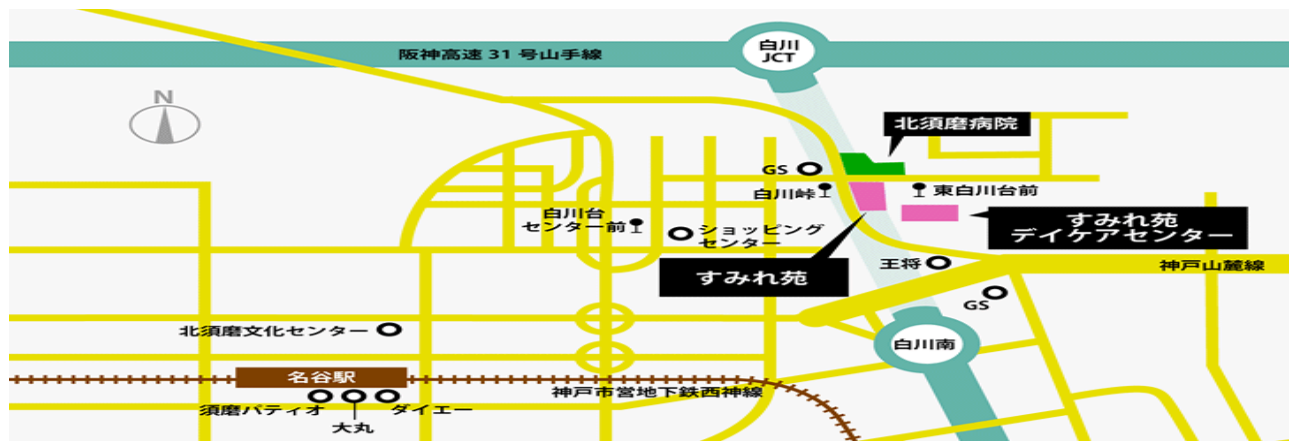 阪神高速 31 号山手線
白川
JCT
N
北須磨病院
GS
白川峠
東白川台前
白川台
センター前
ショッピング
センター
すみれ苑
デイケアセンター
すみれ苑
王将
神戸山麓線
GS
北須磨文化センター
白川南
名谷駅
神戸市営地下鉄西神線
須磨パティオ
ダイエー
大丸